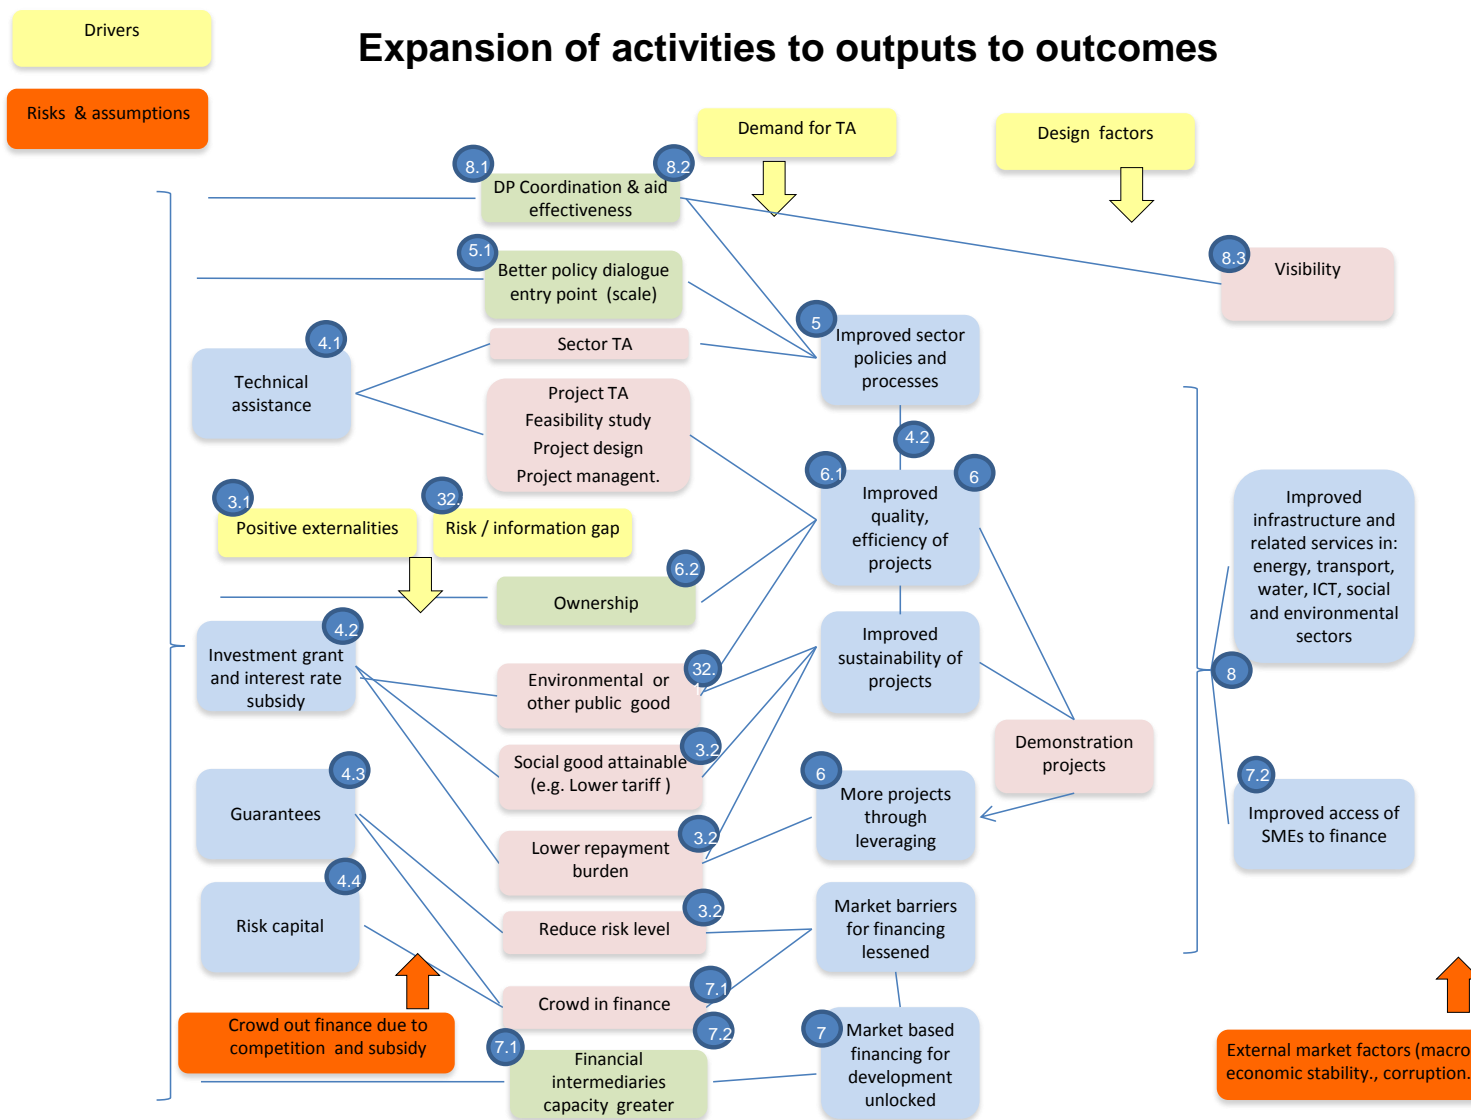 Drivers
Expansion of activities to outputs to outcomes
Risks & assumptions
Demand for TA
Design factors
8.1
8.2
DP Coordination & aid
effectiveness
5.1
Better policy dialogue
entry point (scale)
8.3
Visibility
4.1
Technical
assistance
Sector TA
5
Improved sector
policies and
processes
Project TA
Feasibility study
Project design
Project managent.
4.2
3.1
Positive externalities
32.
Risk / information gap
6.1
6
Improved
quality,
efficiency of
projects
Improved
infrastructure and
related services in:
energy, transport,
water, ICT, social
and environmental
sectors
6.2
Ownership
4.2
Investment grant
and interest rate
subsidy
32.
Environmental or
other public good
Improved
sustainability of
projects
8
3.2
Social good attainable
(e.g. Lower tariff )
Demonstration
projects
4.3
Guarantees
6
More projects
through
leveraging
7.2
Improved access of
SMEs to finance
3.2
Lower repayment
burden
4.4
Risk capital
3.2
Reduce risk level
Market barriers
for financing
lessened
7.1
Crowd in finance
Crowd out finance due to
competition and subsidy
7.1
7.2
Financial
intermediaries
capacity greater
7
Market based
financing for
development
unlocked
External market factors (macro
economic stability., corruption.